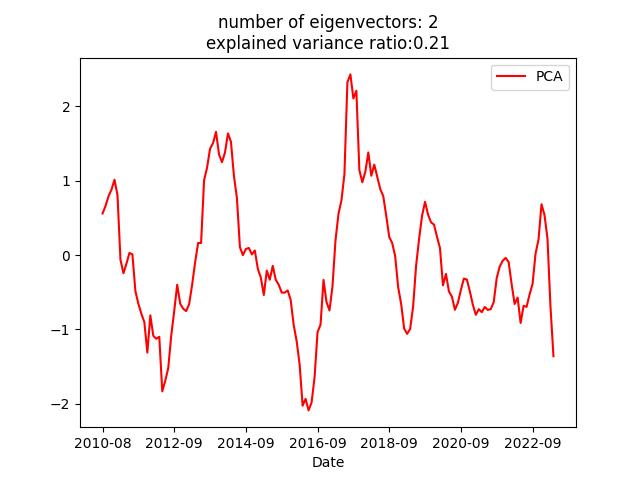 number of eigenvectors: 2
explained variance ratio:0.21
PCA
2
1
0
−1
−2
2010-08 2012-09 2014-09 2016-09 2018-09 2020-09 2022-09
Date